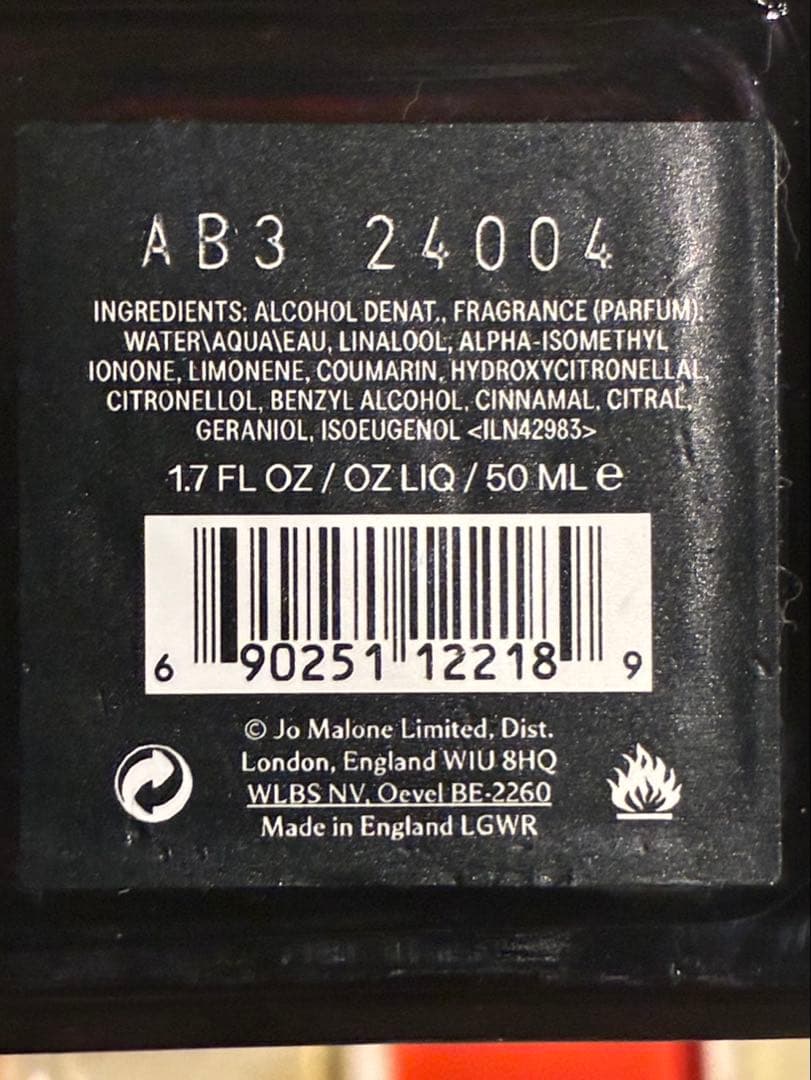 AB3 24004
INGREDIENTS: ALCOHOL DENAT., FRAGRANCE (PARFUM),
WATER\AQUA\EAU, LINALOOL, ALPHA-ISOMETHYL
IONONE, LIMONENE, COUMARIN, HYDROXYCITRONELLAL,
CITRONELLOL, BENZYL ALCOHOL, CINNAMAL, CITRAL,
GERANIOL, ISOEUGENOL <ILN42983>
1.7 FL OZ / OZ LIQ / 50 ML ℮
6 90251 12218 9
© Jo Malone Limited, Dist.
London, England W1U 8HQ
WLBS NV, Oevel BE-2260
Made in England LGWR